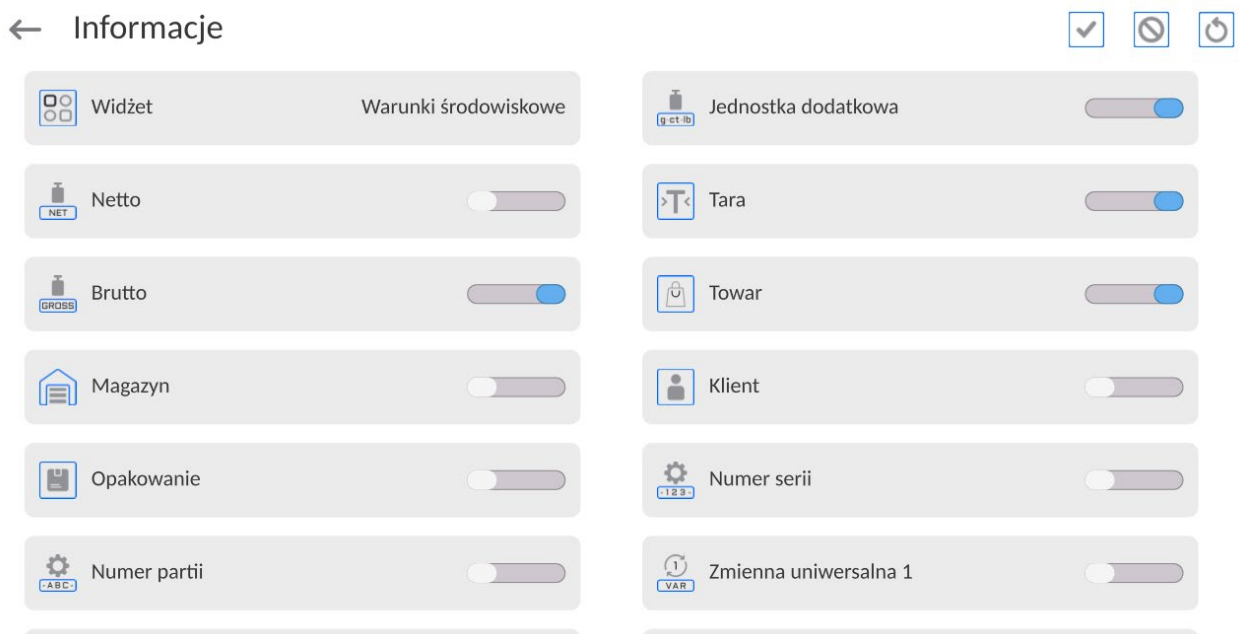 Informacje
Widżet Warunki środowiskowe
g·ct·lb Jednostka dodatkowa
NET Netto
>T< Tara
GROSS Brutto
Towar
Magazyn
Klient
Opakowanie
-123- Numer serii
-ABC- Numer partii
1 VAR Zmienna uniwersalna 1